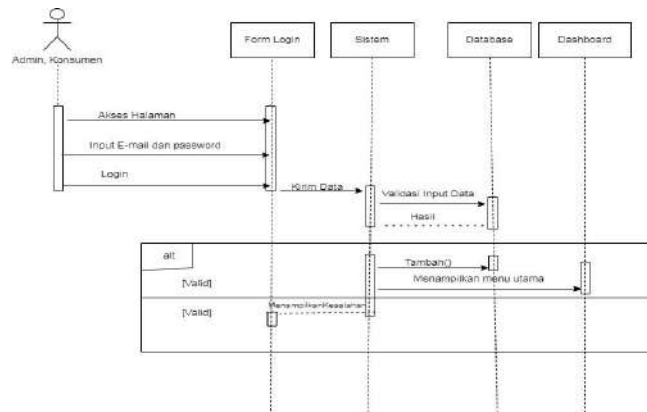 Form Login
Sistem
Database
Dashboard
Admin, Konsumen
Akses Halaman
Input E-mail dan password
Login
Kirim Data
Validasi Input Data
Hasil
alt
Tambah()
Menampilkan menu utama
[Valid]
MenampilkanKesalahan
[Valid]